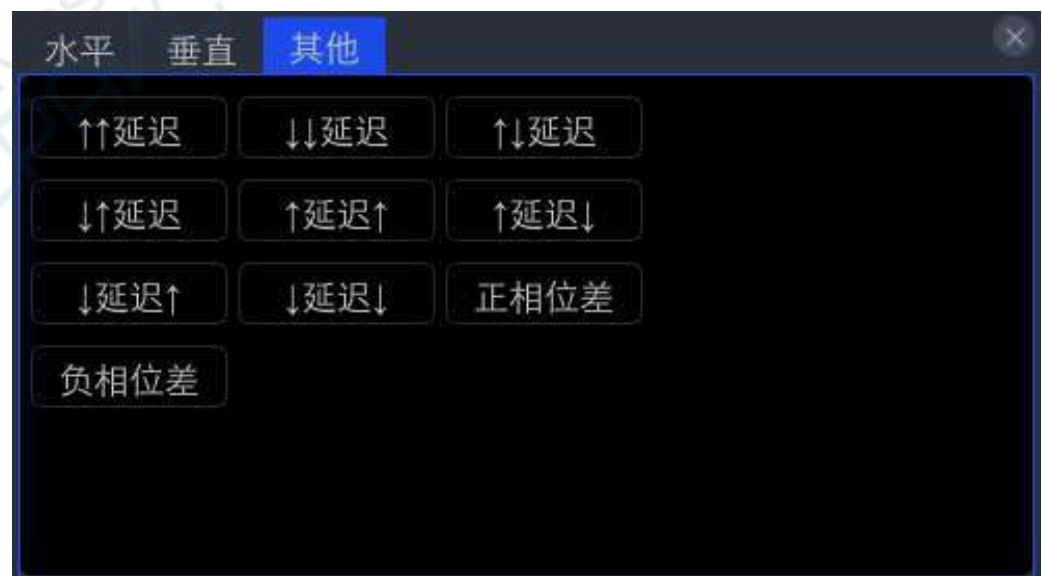 水平 垂直 其他
↑↑延迟 ↓↓延迟 ↑↓延迟
↓↑延迟 ↑延迟↑ ↑延迟↓
↓延迟↑ ↓延迟↓ 正相位差
负相位差